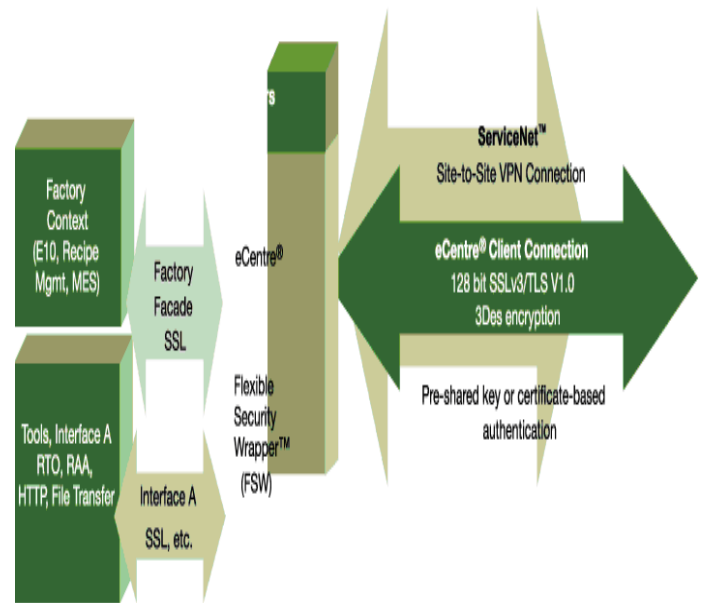 Factory
Context
(E10, Recipe
Mgmt, MES)
Tools, Interface A
RTO, RAA,
HTTP, File Transfer
Factory
Facade
SSL
Interface A
SSL, etc.
rs
eCentre®
Flexible
Security
Wrapper™
(FSW)
ServiceNet™
Site-to-Site VPN Connection
eCentre® Client Connection
128 bit SSLv3/TLS V1.0
3Des encryption
Pre-shared key or certificate-based
authentication